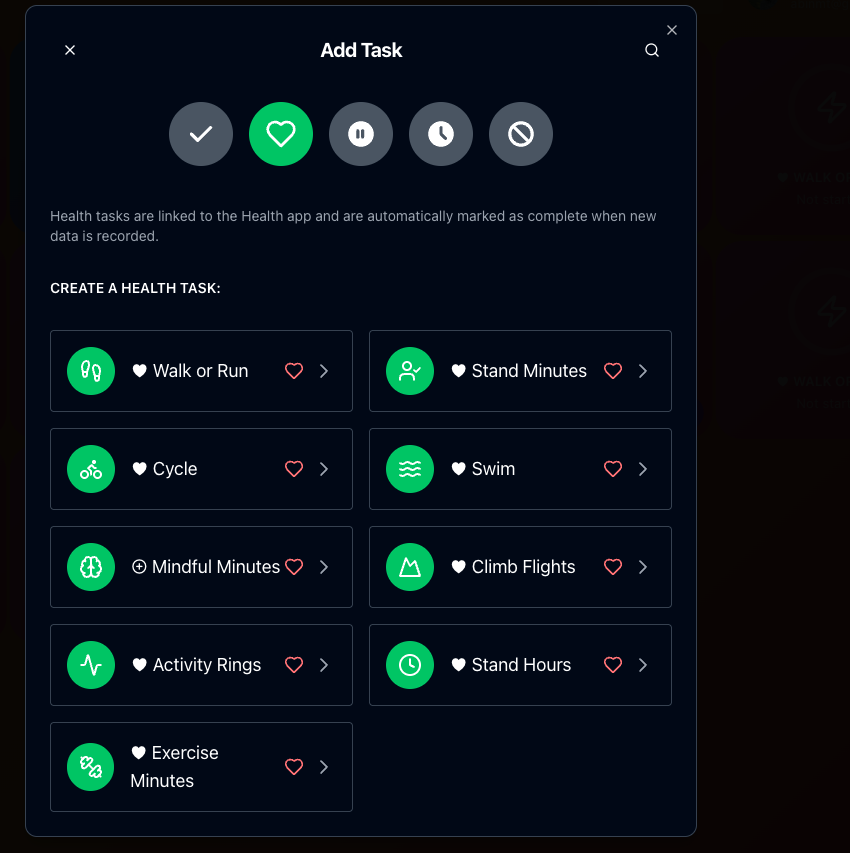 Add Task
Health tasks are linked to the Health app and are automatically marked as complete when new
data is recorded.
CREATE A HEALTH TASK:
Walk or Run
Stand Minutes
Cycle
Swim
Mindful Minutes
Climb Flights
Activity Rings
Stand Hours
Exercise
Minutes
WALK
WALK